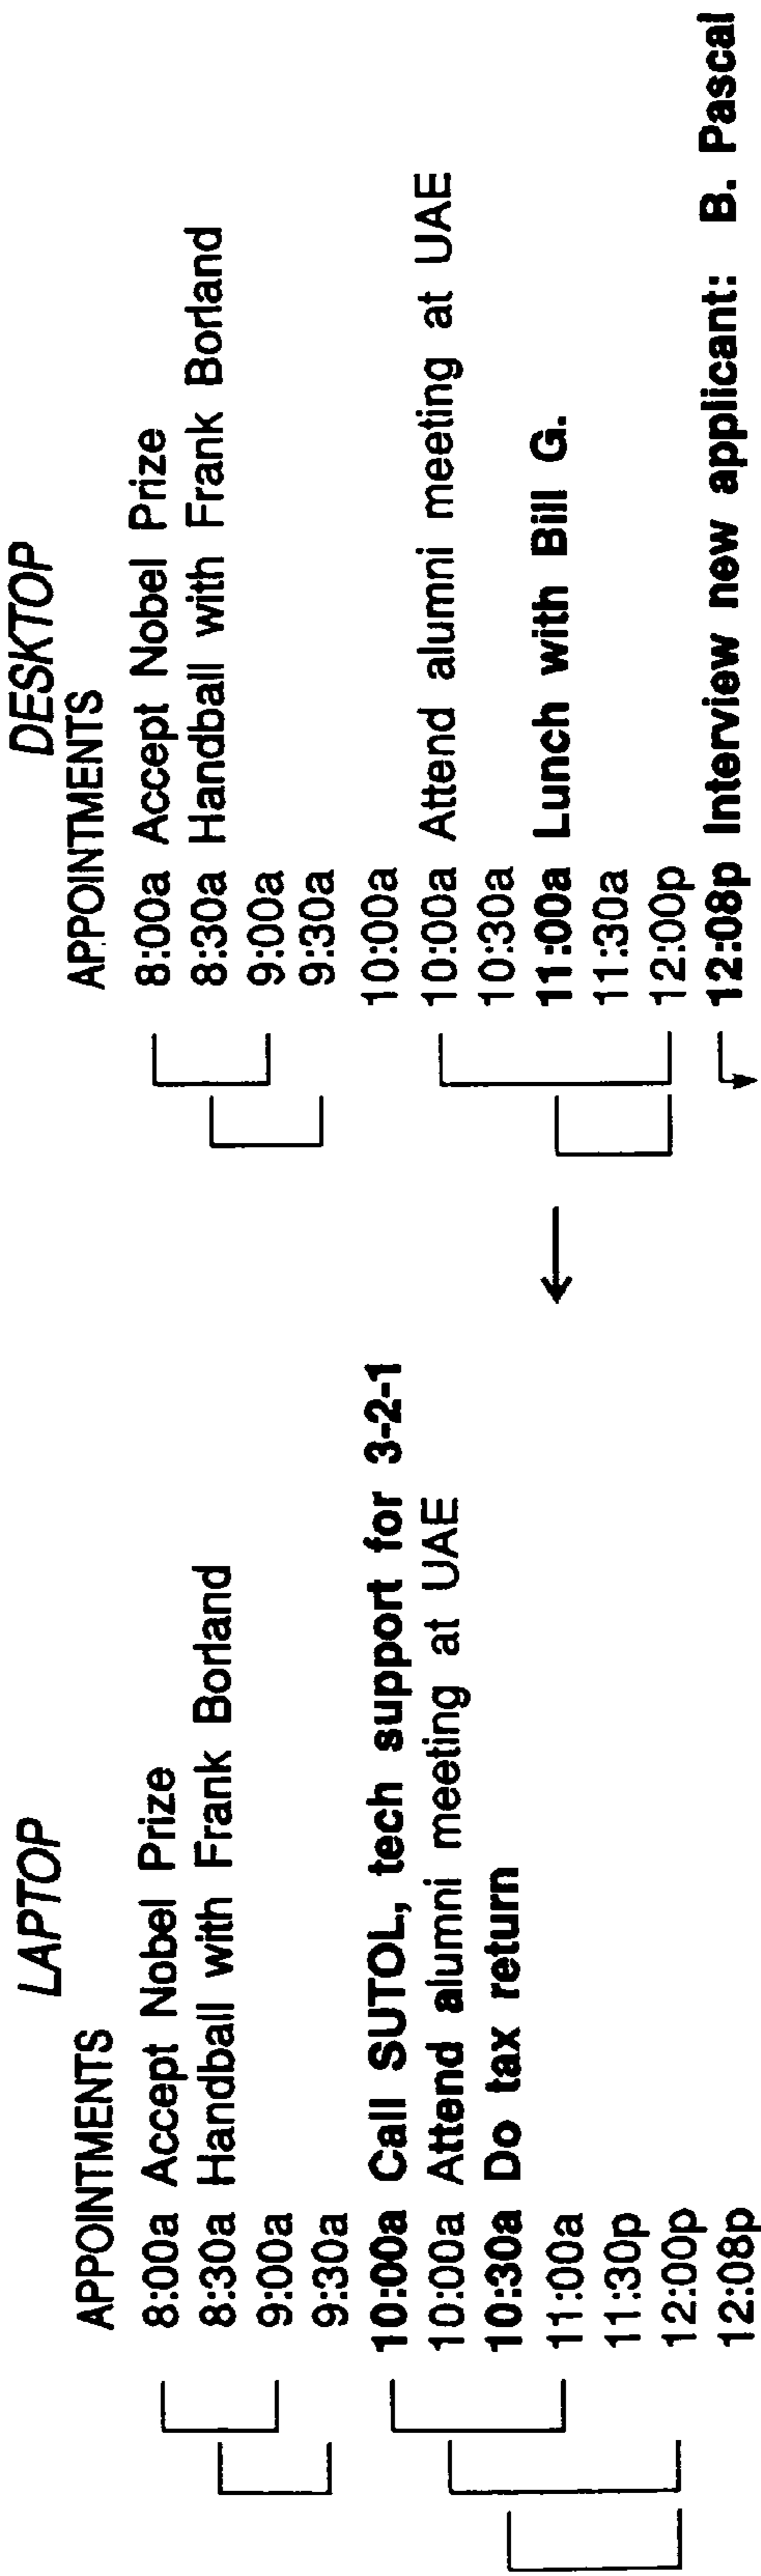 LAPTOP
APPOINTMENTS
8:00a Accept Nobel Prize
8:30a Handball with Frank Borland
9:00a
9:30a
10:00a Call SUTOL, tech support for 3-2-1
10:00a Attend alumni meeting at UAE
10:30a Do tax return
11:00a
11:30p
12:00p
12:08p
DESKTOP
APPOINTMENTS
8:00a Accept Nobel Prize
8:30a Handball with Frank Borland
9:00a
9:30a
10:00a
10:00a Attend alumni meeting at UAE
10:30a
11:00a Lunch with Bill G.
11:30a
12:00p
12:08p Interview new applicant: B. Pascal